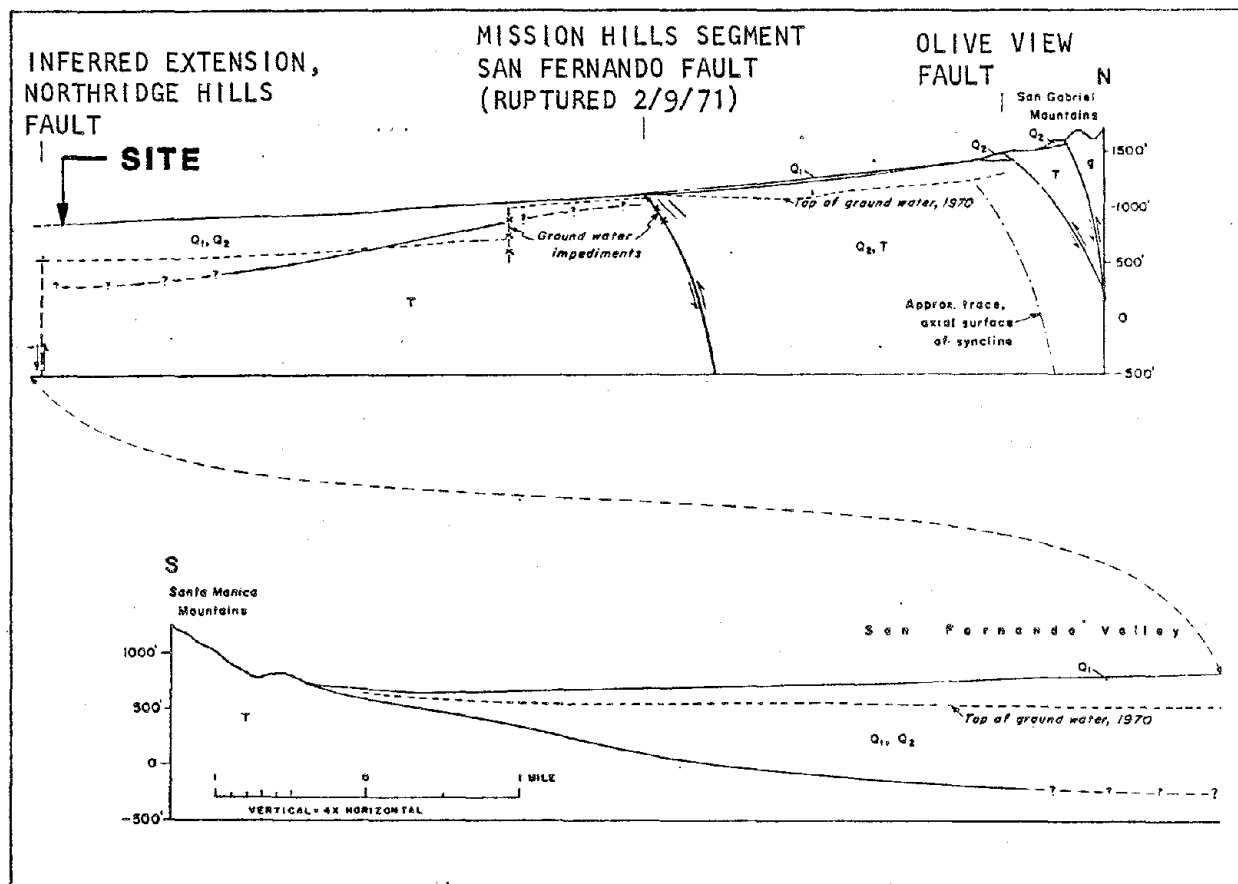 INFERRED EXTENSION,
NORTHRIDGE HILLS
FAULT
MISSION HILLS SEGMENT
SAN FERNANDO FAULT
(RUPTURED 2/9/71)
OLIVE VIEW
FAULT
N
San Gabriel
Mountains
SITE
Q₂
Q₂
Q₁
T
g
1500'
1000'
500'
0
-500'
Top of ground water, 1970
Q₁, Q₂
Ground water
impediments
Q₂, T
? ? ?
? ? ? ?
T
Approx. trace,
axial surface
of syncline
S
Santa Monica
Mountains
San Fernando Valley
Q₁
1000'
500'
0
-500'
T
Top of ground water, 1970
Q₁, Q₂
1 0 1 MILE
VERTICAL = 4X HORIZONTAL
? ? ? ?